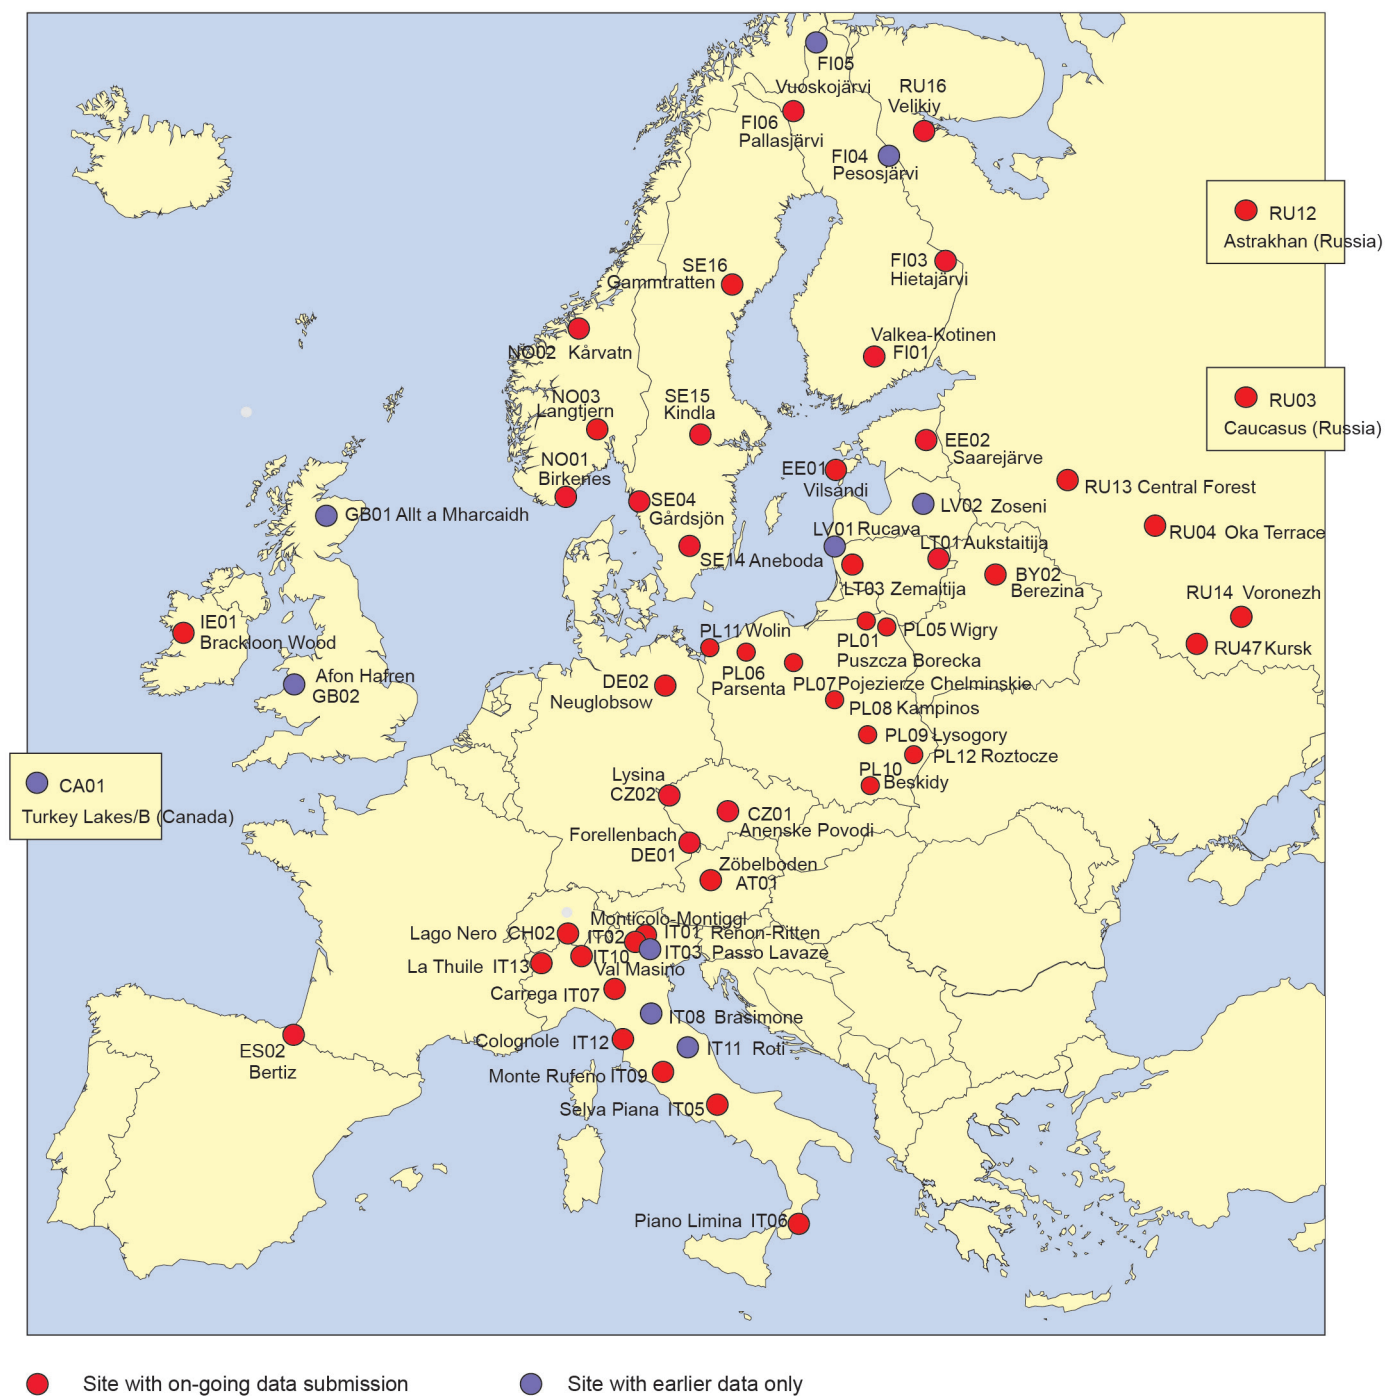 FI05
Vuoskojärvi
RU16
Velikiy
FI06
Pallasjärvi
FI04
Pesosjärvi
RU12
Astrakhan (Russia)
FI03
Hietajärvi
SE16
Gammtratten
Valkea-Kotinen
FI01
NO02 Kårvatn
NO03
Langtjern
SE15
Kindla
RU03
Caucasus (Russia)
EE02
Saarejärve
NO01
Birkenes
EE01
Vilsandi
RU13 Central Forest
SE04
Gårdsjön
LV02 Zoseni
GB01 Allt a Mharcaidh
LV01 Rucava
RU04 Oka Terrace
LT01 Aukstaitija
SE14 Aneboda
LT03 Zemaitija
BY02
Berezina
RU14 Voronezh
IE01
Brackloon Wood
PL11 Wolin
PL01
Puszcza Borecka
PL05 Wigry
RU47 Kursk
PL06
Parsenta
Afon Hafren
GB02
DE02
Neuglobsow
PL07 Pojezierze Chelminskie
PL08 Kampinos
PL09 Lysogory
PL12 Roztocze
PL10
Beskidy
CA01
Turkey Lakes/B (Canada)
Lysina
CZ02
CZ01
Anenske Povodi
Forellenbach
DE01
Zöbelboden
AT01
Monticolo-Montiggl
Lago Nero CH02
IT02
IT01 Renon-Ritten
IT03 Passo Lavaze
IT10
Val Masino
La Thuile IT13
Carrega IT07
IT08 Brasimone
Colognole IT12
IT11 Roti
ES02
Bertiz
Monte Rufeno IT09
Selva Piana IT05
Piano Limina IT06
Site with on-going data submission
Site with earlier data only